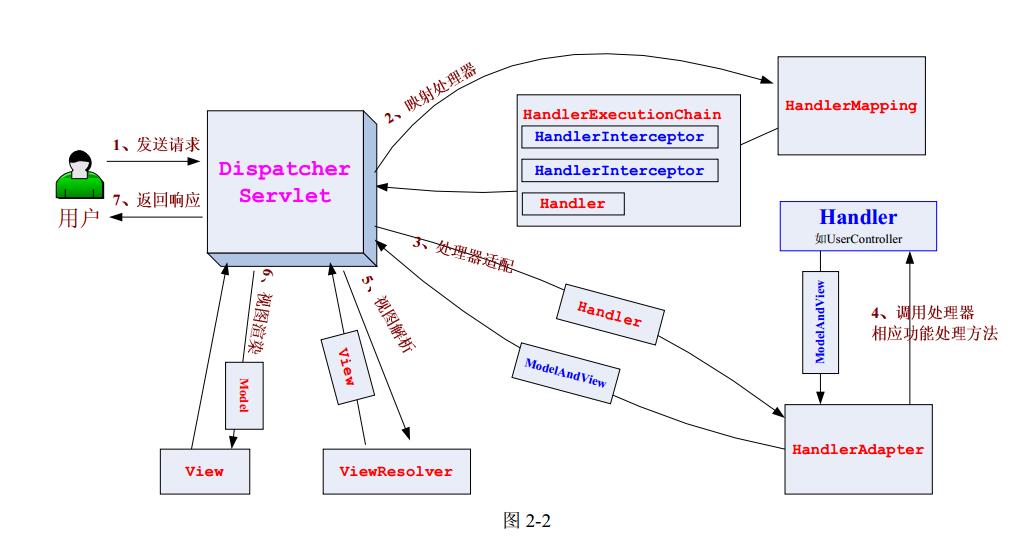 2、映射处理器
HandlerMapping
HandlerExecutionChain
HandlerInterceptor
HandlerInterceptor
Handler
1、发送请求
Dispatcher
Servlet
7、返回响应
用户
Handler
如UserController
3、处理器适配
Handler
ModelAndView
ModelAndView
4、调用处理器
相应功能处理方法
6、视图渲染
5、视图解析
View
Model
View
ViewResolver
HandlerAdapter
图 2-2